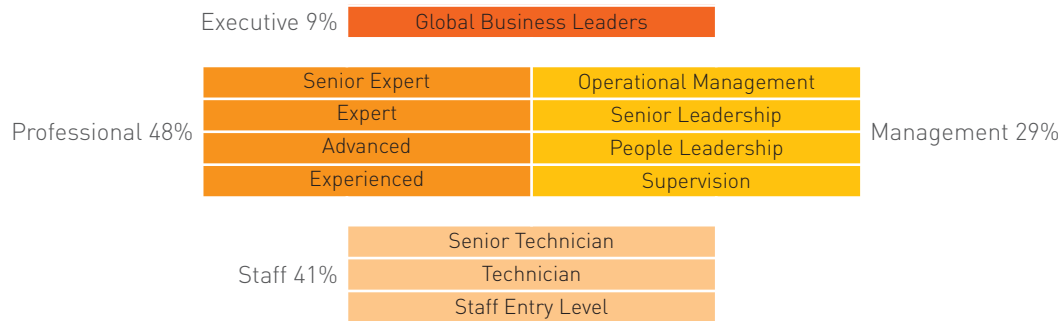 Executive 9%
Global Business Leaders
Professional 48%
Senior Expert
Expert
Advanced
Experienced
Operational Management
Senior Leadership
People Leadership
Supervision
Management 29%
Staff 41%
Senior Technician
Technician
Staff Entry Level